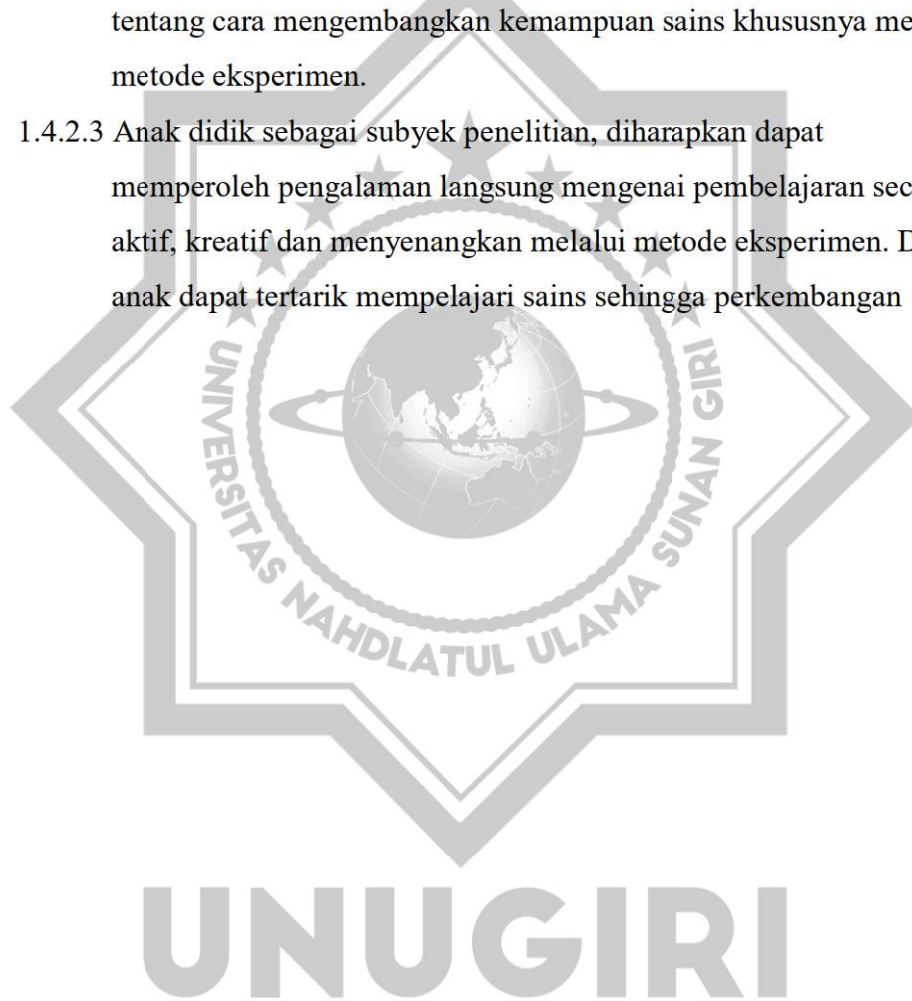 tentang cara mengembangkan kemampuan sains khususnya me
metode eksperimen.
1.4.2.3 Anak didik sebagai subyek penelitian, diharapkan dapat
memperoleh pengalaman langsung mengenai pembelajaran sec
aktif, kreatif dan menyenangkan melalui metode eksperimen. D
anak dapat tertarik mempelajari sains sehingga perkembangan
UNIVERSITAS NAHDLATUL ULAMA SUNAN GIRI
UNUGIRI